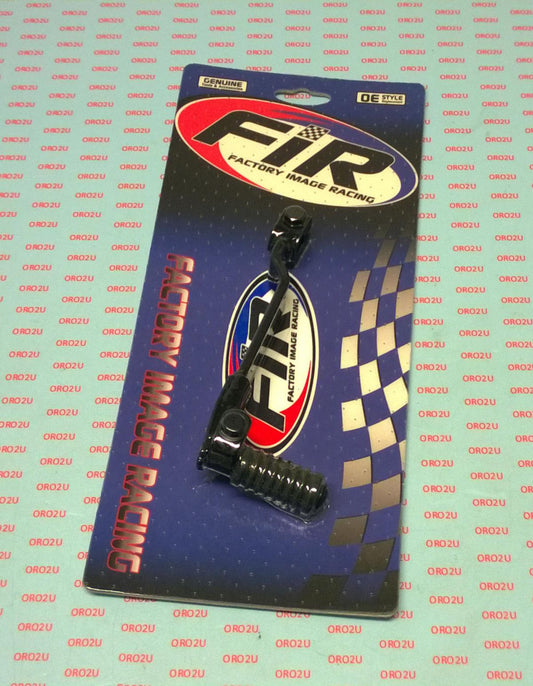 GENUINE
OE STYLE
FIR
FACTORY IMAGE RACING
FACTORY IMAGE RACING
FIR
FACTORY IMAGE RACING
ORO2U